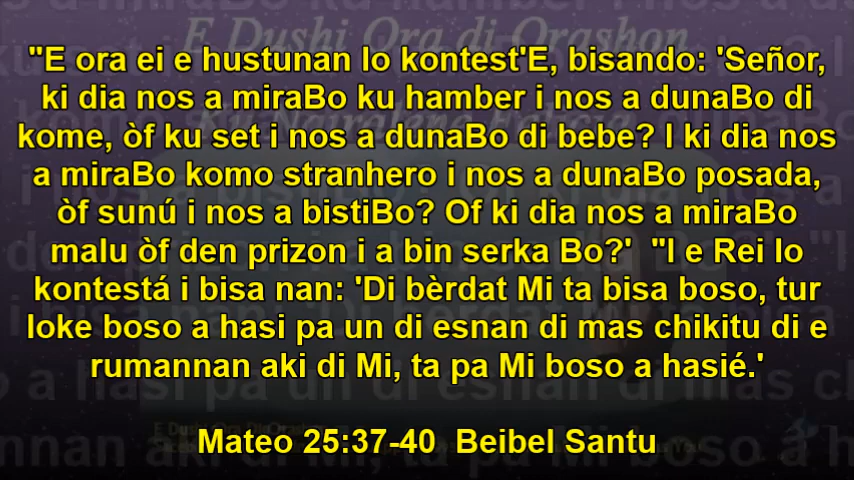 E Dushi Ora di Orashon
"E ora ei e hustunan lo kontest'E, bisando: 'Señor,
ki dia nos a miraBo ku hamber i nos a dunaBo di
kome, òf ku set i nos a dunaBo di bebe? I ki dia nos
a miraBo komo stranhero i nos a dunaBo posada,
òf sunú i nos a bistiBo? Of ki dia nos a miraBo
malu òf den prizon i a bin serka Bo?' "I e Rei lo
kontestá i bisa nan: 'Di bèrdat Mi ta bisa boso, tur
loke boso a hasi pa un di esnan di mas chikitu di e
rumannan aki di Mi, ta pa Mi boso a hasié.'
Mateo 25:37-40 Beibel Santu